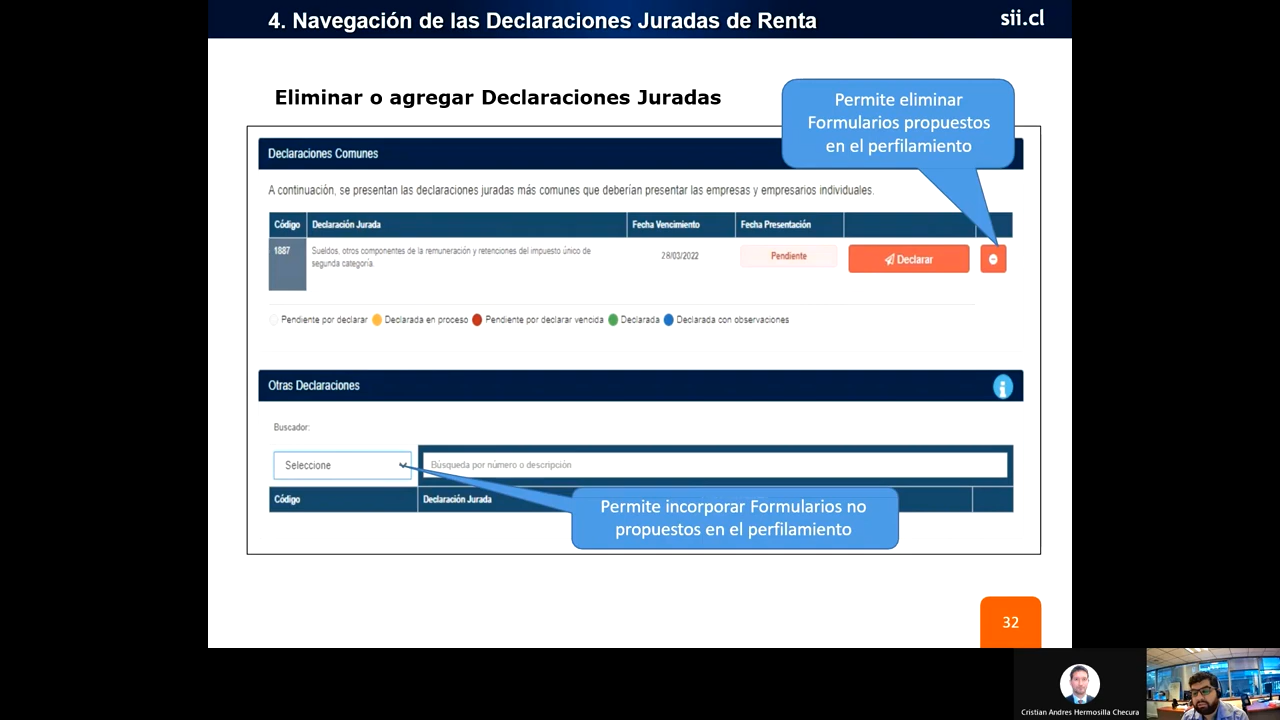 4. Navegación de las Declaraciones Juradas de Renta
sii.cl
Eliminar o agregar Declaraciones Juradas
Permite eliminar
Formularios propuestos
en el perfilamiento
Declaraciones Comunes
A continuación, se presentan las declaraciones juradas más comunes que deberían presentar las empresas y empresarios individuales.
Código Declaración Jurada Fecha Vencimiento Fecha Presentación
1887 Sueldos, otros componentes de la remuneración y retenciones del impuesto único de
segunda categoría. 28/03/2022 Pendiente Declarar
Pendiente por declarar Declarada en proceso Pendiente por declarar vencida Declarada Declarada con observaciones
Otras Declaraciones
Buscador:
Seleccione Búsqueda por número o descripción
Código Declaración Jurada
Permite incorporar Formularios no
propuestos en el perfilamiento
32
Cristian Andres Hermosilla Checura